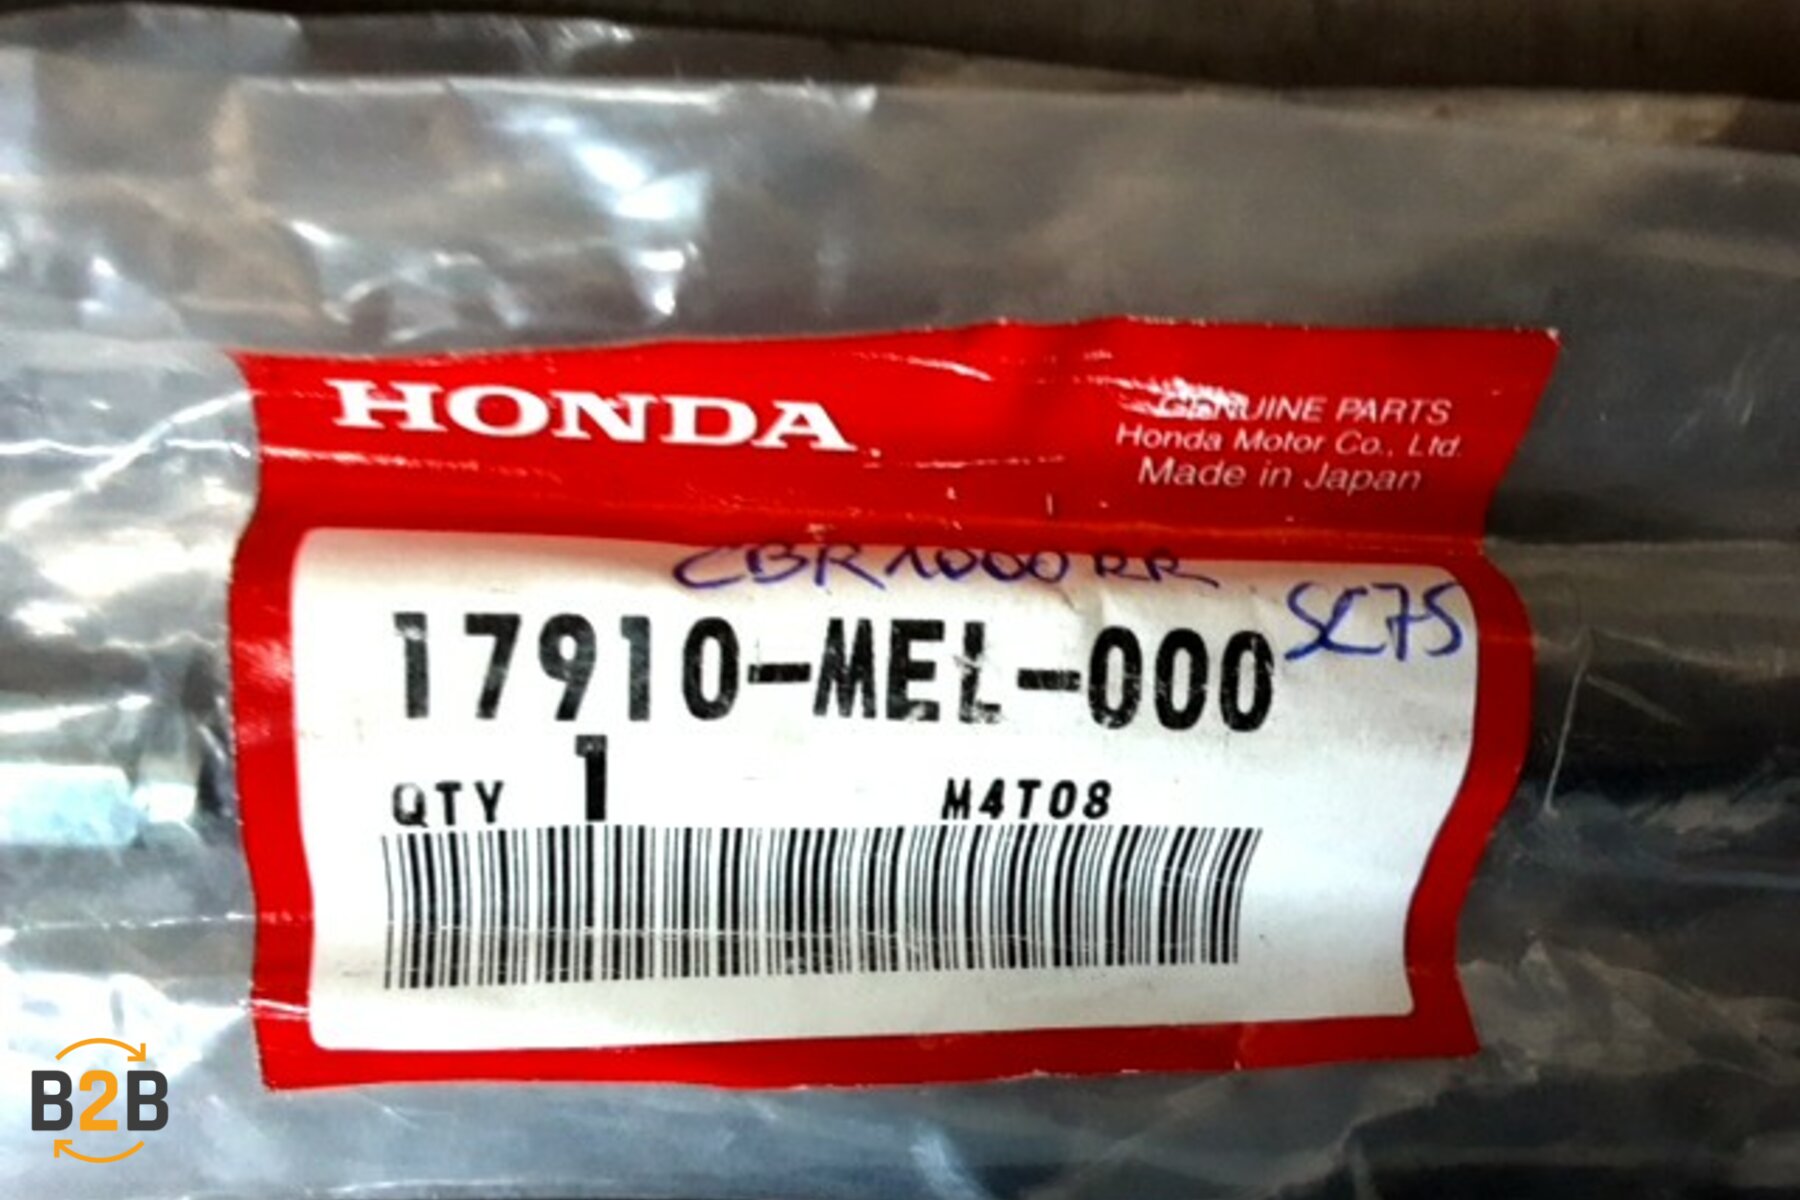 HONDA
GENUINE PARTS
Honda Motor Co., Ltd.
Made in Japan
CBR1000RR
SC75
17910-MEL-000
QTY 1 M4T08
B2B